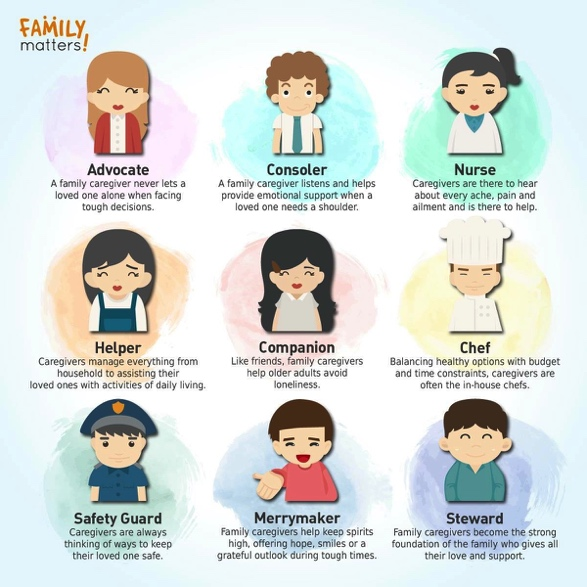 FAMILY
matters!
Advocate
A family caregiver never lets a
loved one alone when facing
tough decisions.
Consoler
A family caregiver listens and helps
provide emotional support when a
loved one needs a shoulder.
Nurse
Caregivers are there to hear
about every ache, pain and
ailment and is there to help.
Helper
Caregivers manage everything from
household to assisting their
loved ones with activities of daily living.
Companion
Like friends, family caregivers
help older adults avoid
loneliness.
Chef
Balancing healthy options with budget
and time constraints, caregivers are
often the in-house chefs.
Safety Guard
Caregivers are always
thinking of ways to keep
their loved one safe.
Merrymaker
Family caregivers help keep spirits
high, offering hope, smiles or a
grateful outlook during tough times.
Steward
Family caregivers become the strong
foundation of the family who gives all
their love and support.